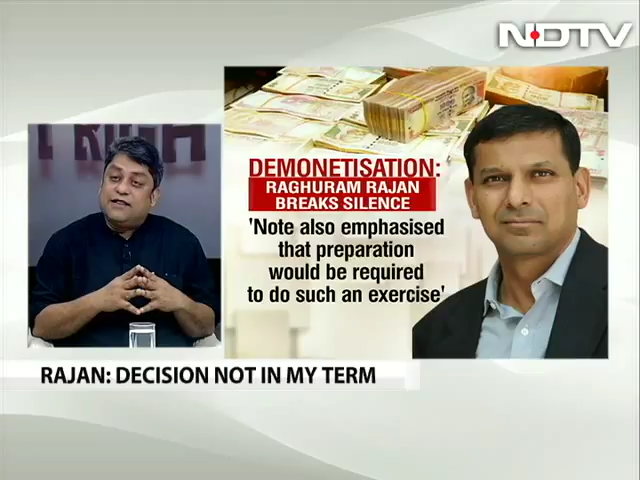 NDTV
DEMONETISATION:
RAGHURAM RAJAN
BREAKS SILENCE
'Note also emphasised
that preparation
would be required
to do such an exercise'
RAJAN: DECISION NOT IN MY TERM